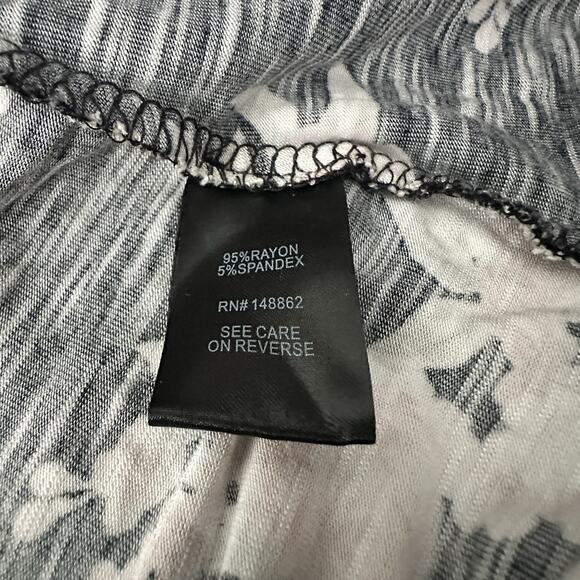 95%RAYON
5%SPANDEX
RN# 148862
SEE CARE
ON REVERSE